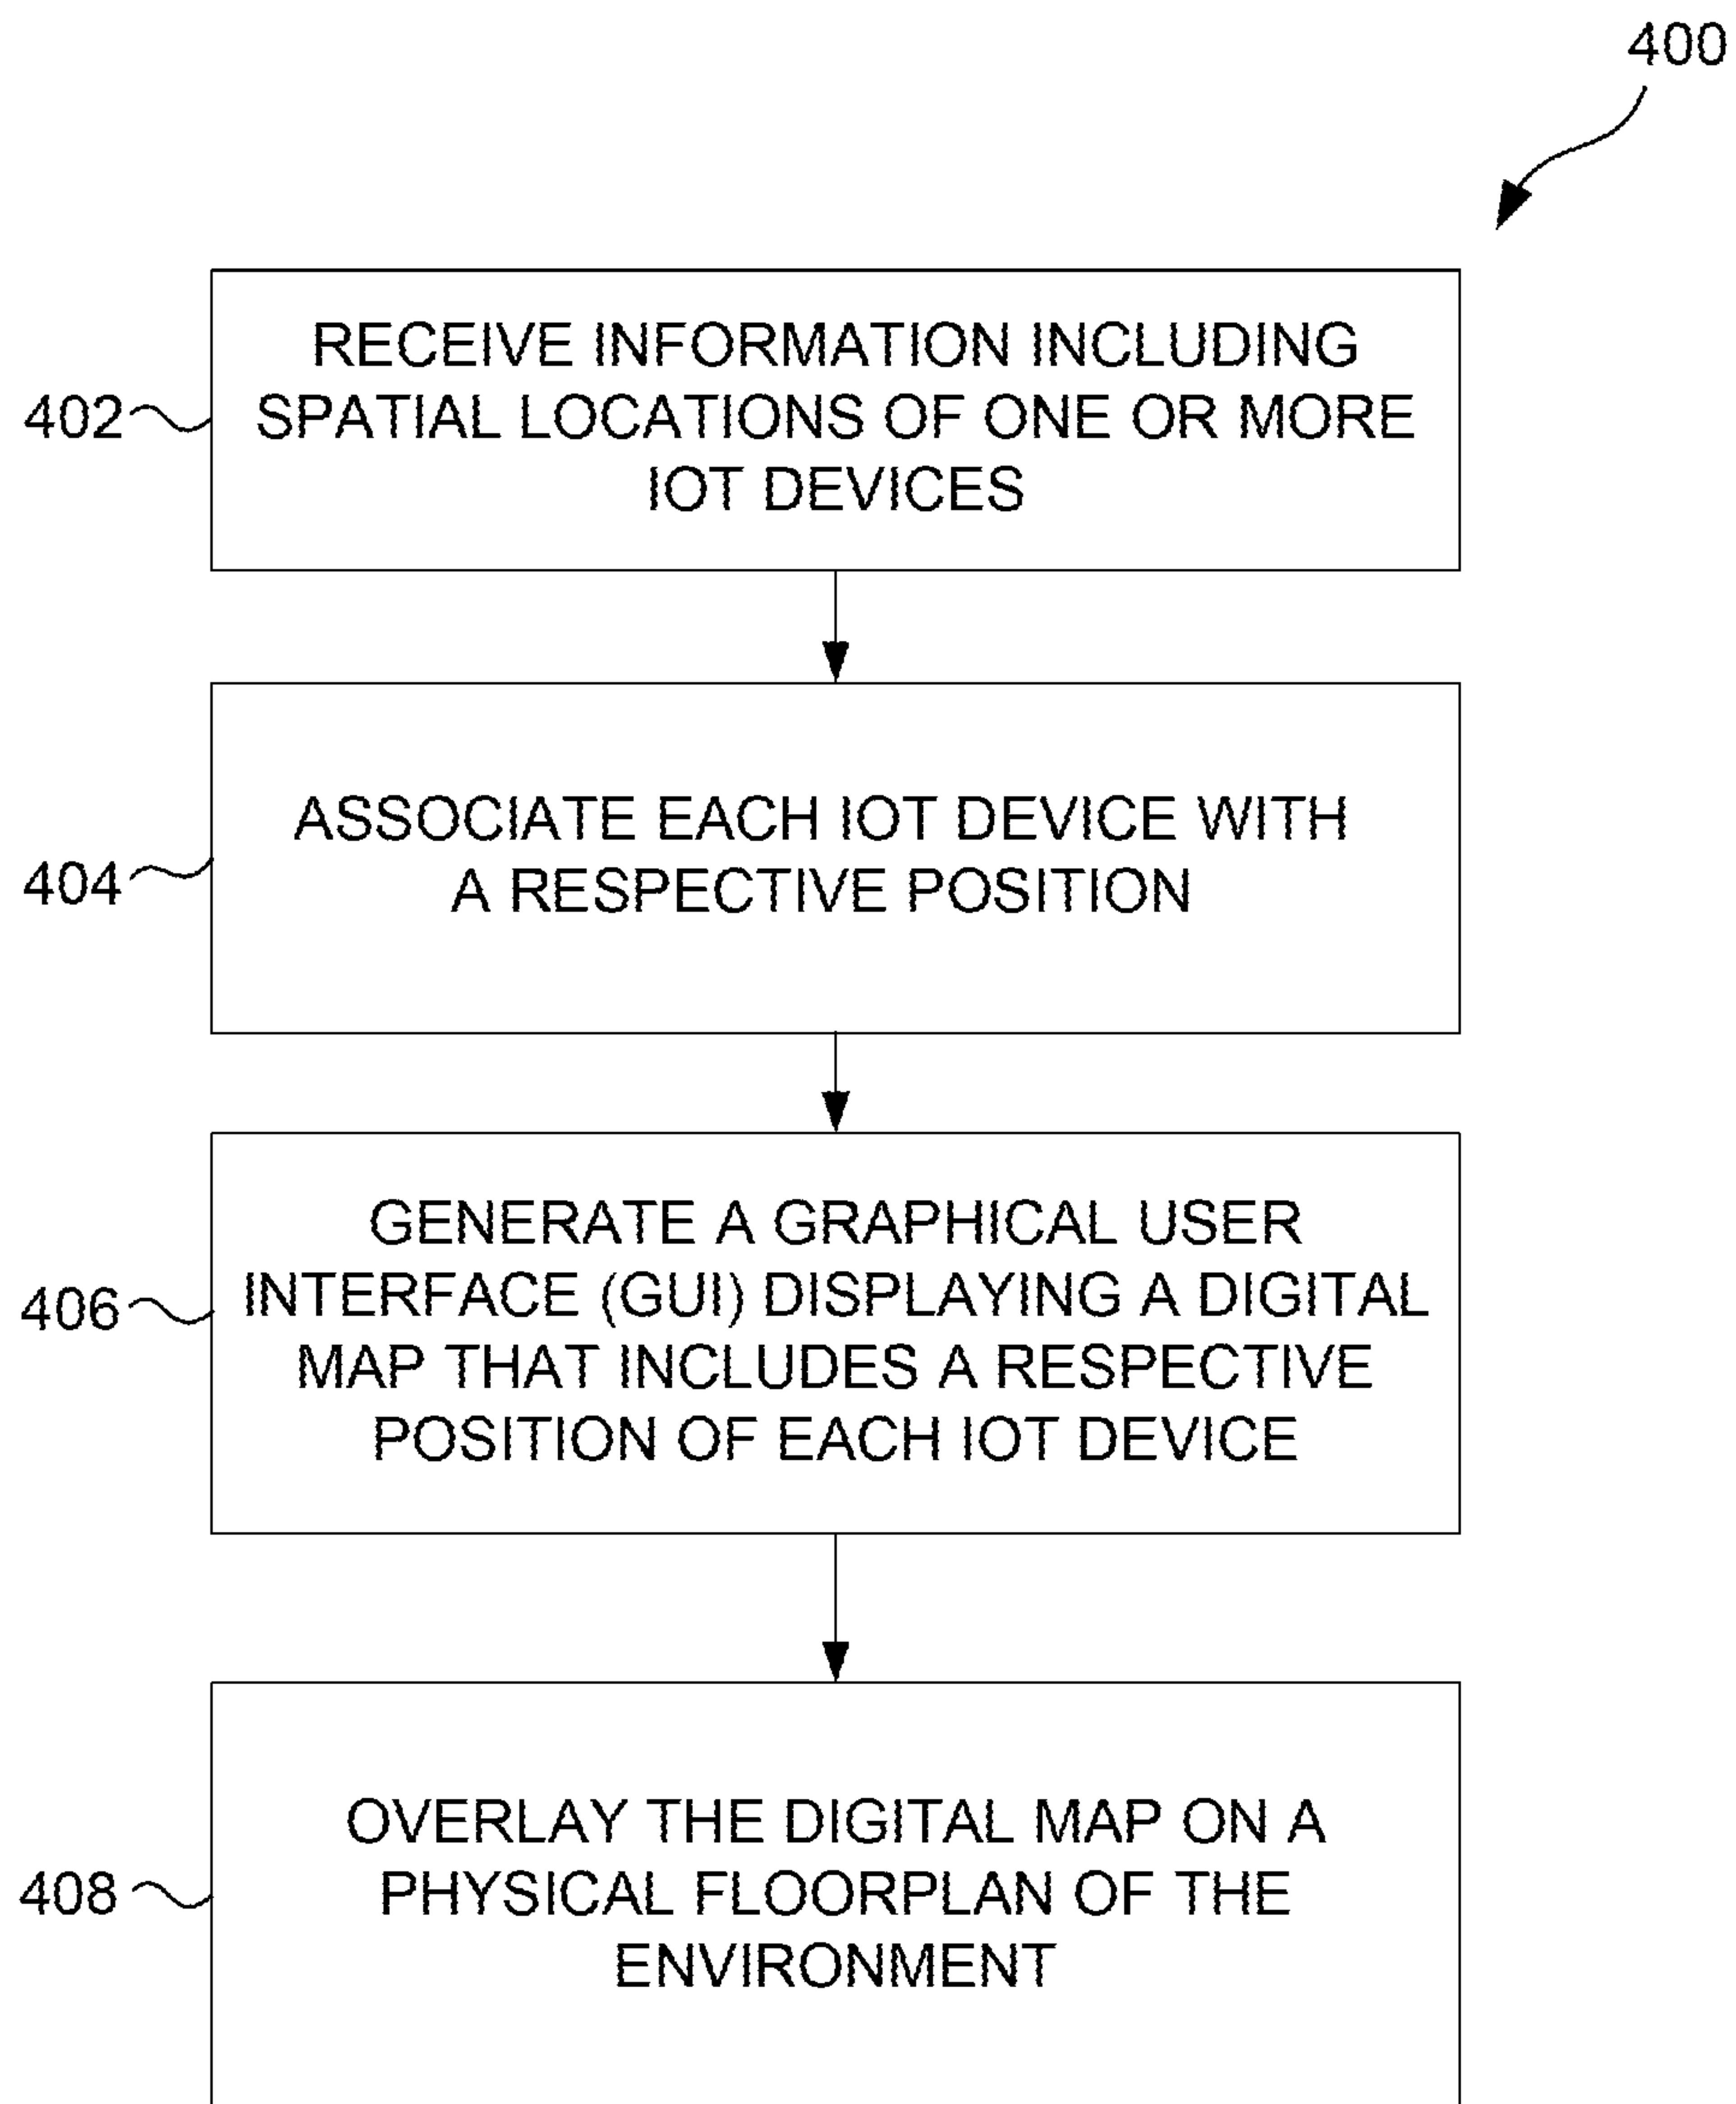 400
RECEIVE INFORMATION INCLUDING
402
SPATIAL LOCATIONS OF ONE OR MORE
IOT DEVICES
ASSOCIATE EACH IOT DEVICE WITH
404
A RESPECTIVE POSITION
GENERATE A GRAPHICAL USER
406
INTERFACE (GUI) DISPLAYING A DIGITAL
MAP THAT INCLUDES A RESPECTIVE
POSITION OF EACH IOT DEVICE
OVERLAY THE DIGITAL MAP ON A
408
PHYSICAL FLOORPLAN OF THE
ENVIRONMENT